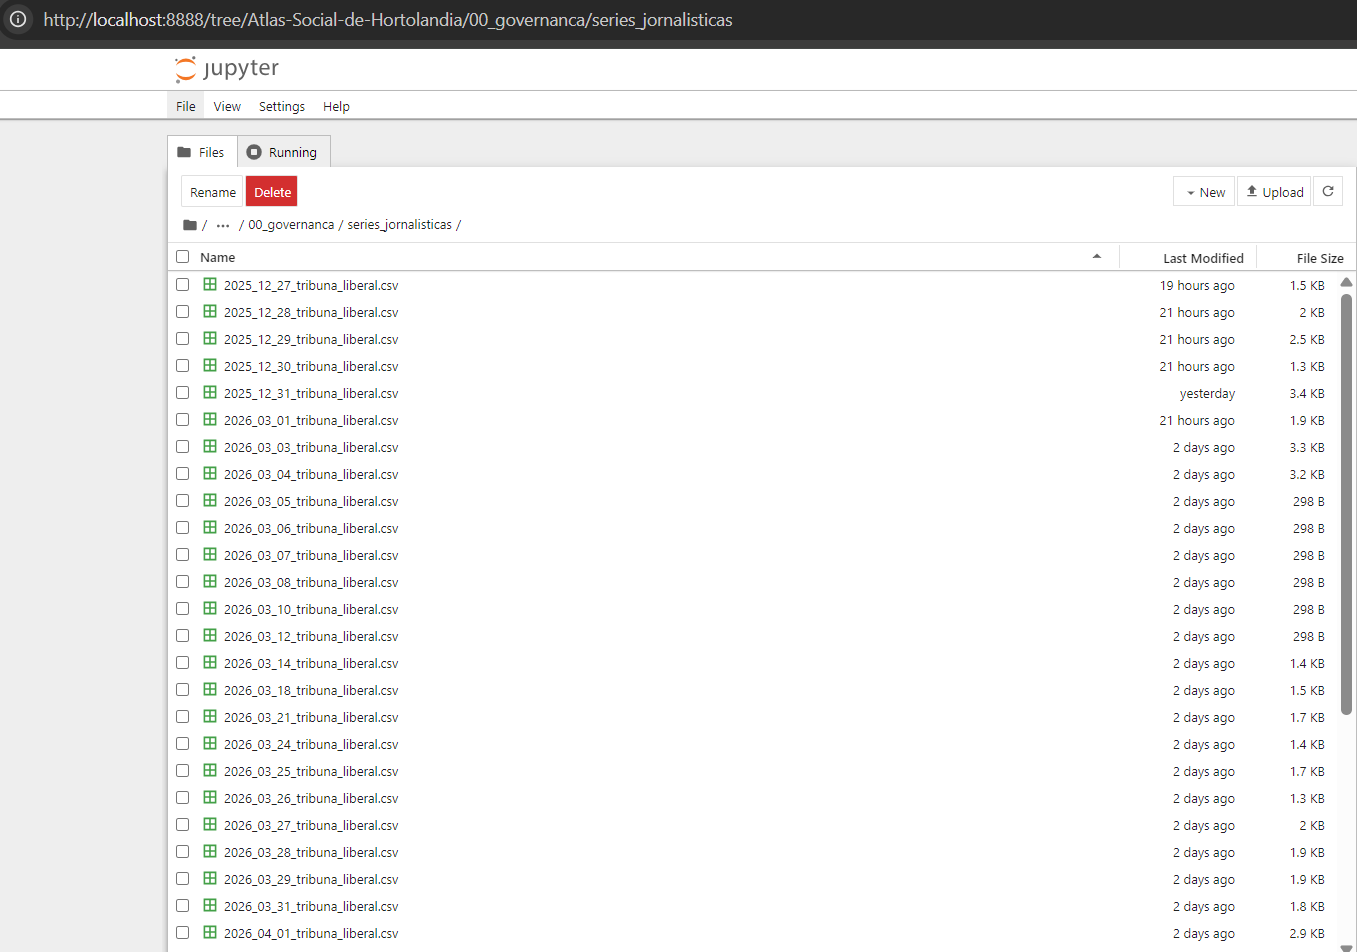 http://localhost:8888/tree/Atlas-Social-de-Hortolandia/00_governanca/series_jornalisticas
jupyter
File View Settings Help
Files Running
Rename Delete New Upload
/ ... / 00_governanca / series_jornalisticas /
Name Last Modified File Size
2025_12_27_tribuna_liberal.csv 19 hours ago 1.5 KB
2025_12_28_tribuna_liberal.csv 21 hours ago 2 KB
2025_12_29_tribuna_liberal.csv 21 hours ago 2.5 KB
2025_12_30_tribuna_liberal.csv 21 hours ago 1.3 KB
2025_12_31_tribuna_liberal.csv yesterday 3.4 KB
2026_03_01_tribuna_liberal.csv 21 hours ago 1.9 KB
2026_03_03_tribuna_liberal.csv 2 days ago 3.3 KB
2026_03_04_tribuna_liberal.csv 2 days ago 3.2 KB
2026_03_05_tribuna_liberal.csv 2 days ago 298 B
2026_03_06_tribuna_liberal.csv 2 days ago 298 B
2026_03_07_tribuna_liberal.csv 2 days ago 298 B
2026_03_08_tribuna_liberal.csv 2 days ago 298 B
2026_03_10_tribuna_liberal.csv 2 days ago 298 B
2026_03_12_tribuna_liberal.csv 2 days ago 298 B
2026_03_14_tribuna_liberal.csv 2 days ago 1.4 KB
2026_03_18_tribuna_liberal.csv 2 days ago 1.5 KB
2026_03_21_tribuna_liberal.csv 2 days ago 1.7 KB
2026_03_24_tribuna_liberal.csv 2 days ago 1.4 KB
2026_03_25_tribuna_liberal.csv 2 days ago 1.7 KB
2026_03_26_tribuna_liberal.csv 2 days ago 1.3 KB
2026_03_27_tribuna_liberal.csv 2 days ago 2 KB
2026_03_28_tribuna_liberal.csv 2 days ago 1.9 KB
2026_03_29_tribuna_liberal.csv 2 days ago 1.9 KB
2026_03_31_tribuna_liberal.csv 2 days ago 1.8 KB
2026_04_01_tribuna_liberal.csv 2 days ago 2.9 KB